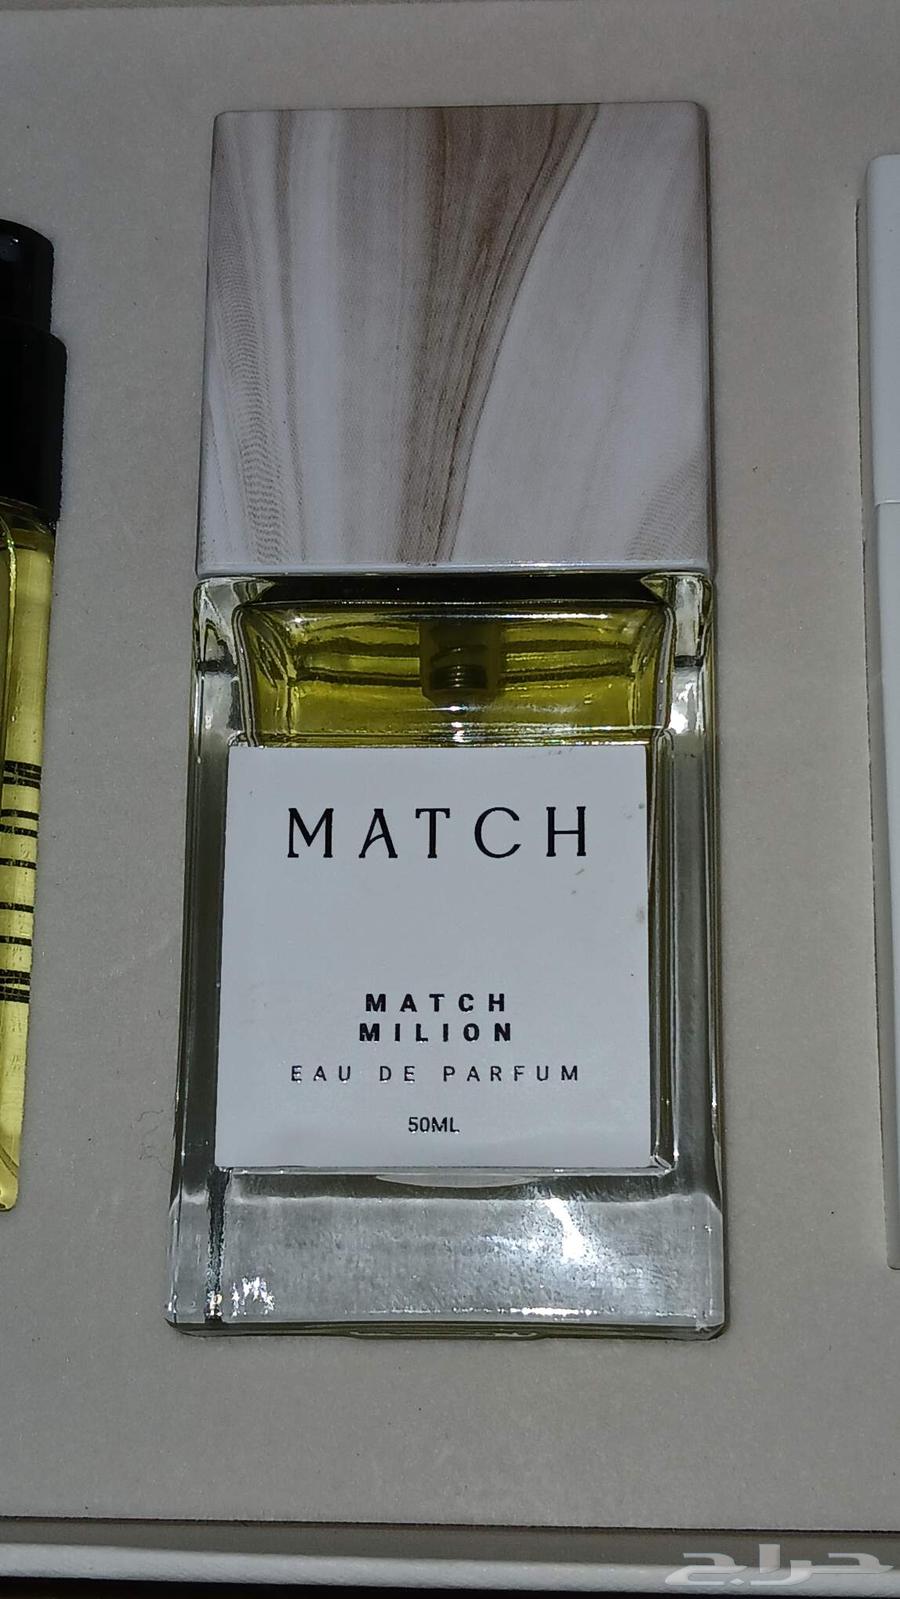 MATCH
MATCH
MILION
EAU DE PARFUM
50ML
حراج